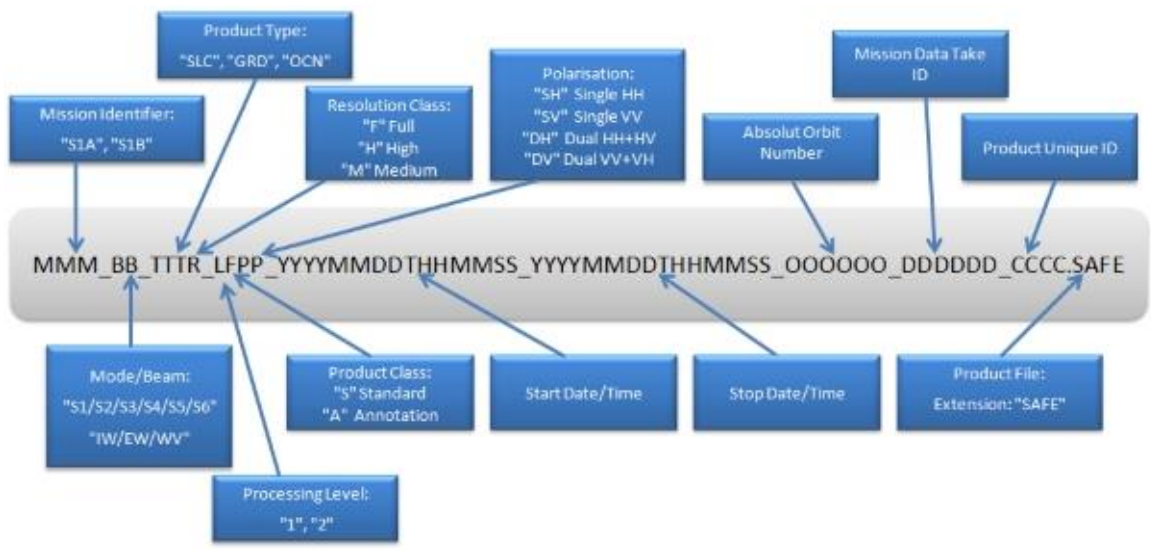 Product Type:
"SLC", "GRD", "OCN"
Mission Identifier:
"S1A", "S1B"
Resolution Class:
"F" Full
"H" High
"M" Medium
Polarisation:
"SH" Single HH
"SV" Single VV
"DH" Dual HH+HV
"DV" Dual VV+VH
Absolut Orbit
Number
Mission Data Take
ID
Product Unique ID
MMM_BB_TTTR_LFPP_YYYYMMDDTHHMMSS_YYYYMMDDTHHMMSS_OOOOOO_DDDDDD_CCCC.SAFE
Mode/Beam:
"S1/S2/S3/S4/S5/S6"
"IW/EW/WV"
Product Class:
"S" Standard
"A" Annotation
Start Date/Time
Stop Date/Time
Product File:
Extension: "SAFE"
Processing Level:
"1", "2"